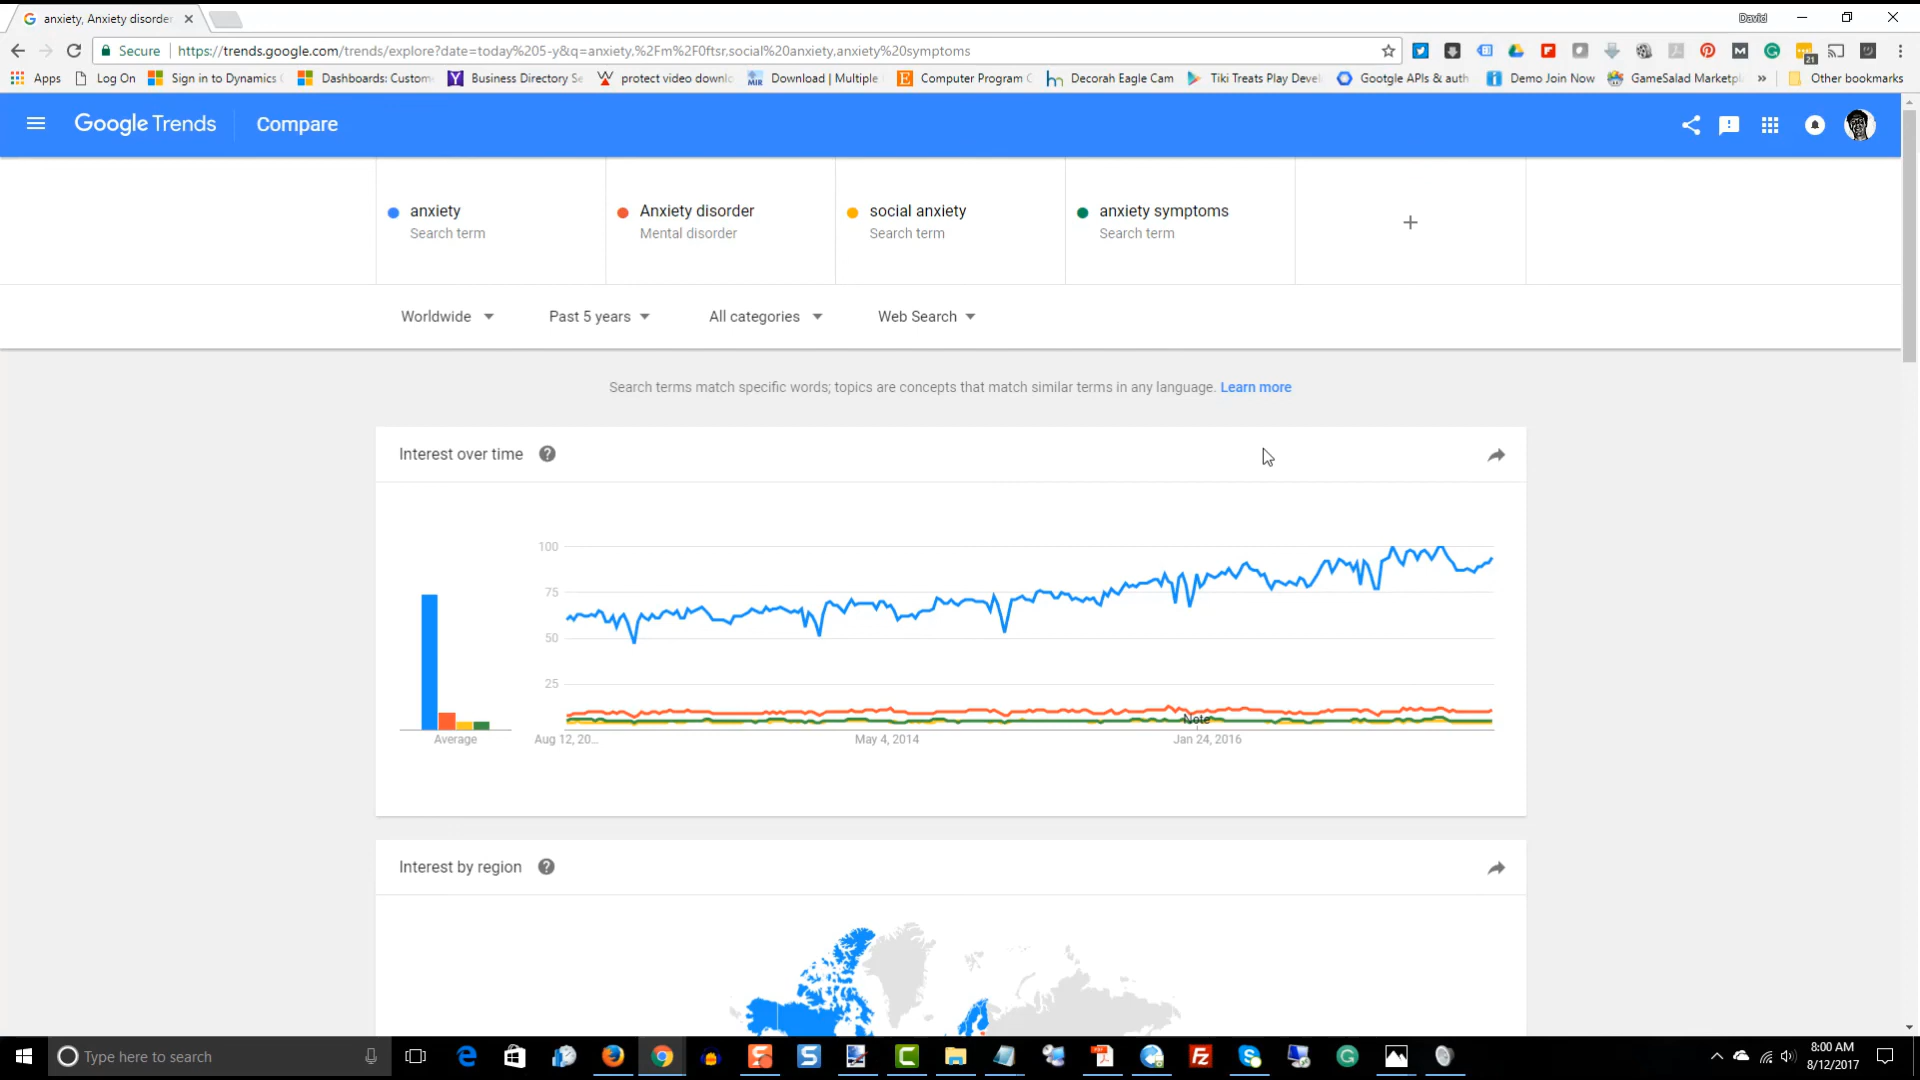 anxiety, Anxiety disorder
David
Secure https://trends.google.com/trends/explore?date=today%205-y&q=anxiety,%2Fm%2F0ftsr,social%20anxiety,anxiety%20symptoms
21
Apps Log On Sign in to Dynamics Dashboards: Custom Business Directory Se protect video downlo Download | Multiple Computer Program Decorah Eagle Cam Tiki Treats Play Deve Gootgle APIs & auth Demo Join Now GameSalad Marketpl » Other bookmarks
Google Trends Compare
anxiety
Search term
Anxiety disorder
Mental disorder
social anxiety
Search term
anxiety symptoms
Search term
+
Worldwide Past 5 years All categories Web Search
Search terms match specific words; topics are concepts that match similar terms in any language. Learn more
Interest over time ?
100
75
50
25
Note
Average Aug 12, 20... May 4, 2014 Jan 24, 2016
Interest by region ?
Type here to search
8:00 AM
8/12/2017